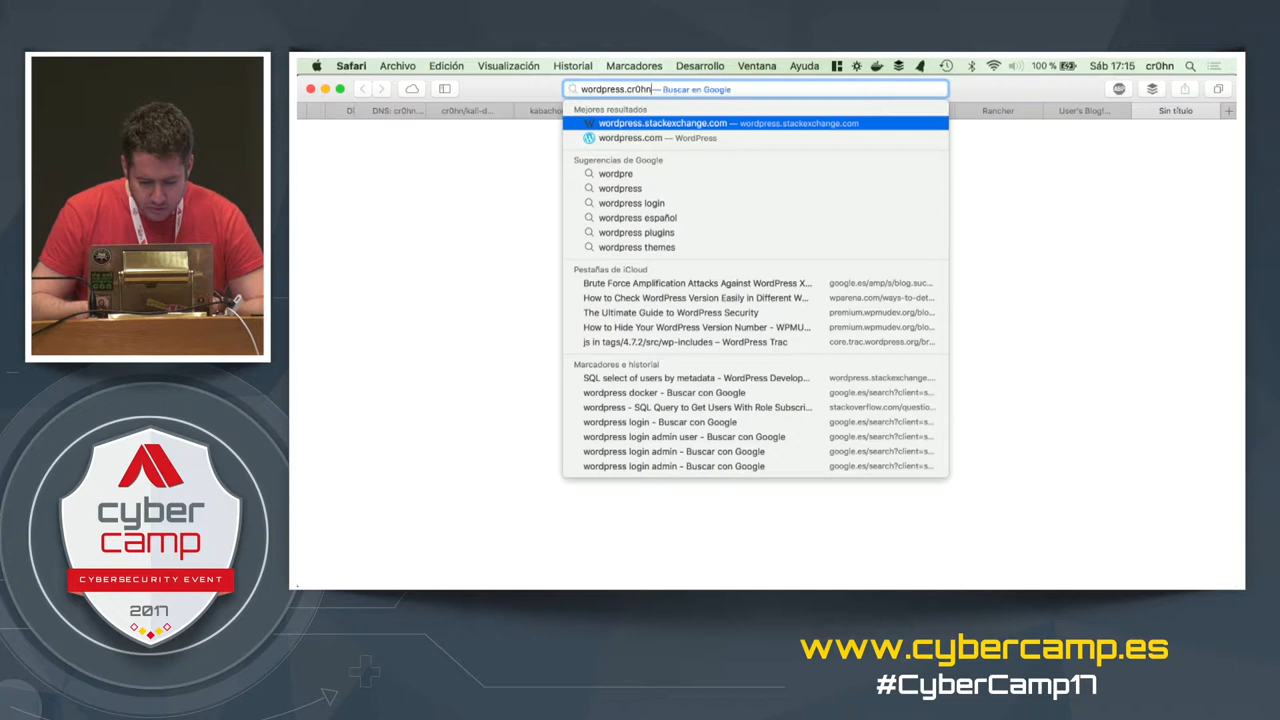 Safari Archivo Edición Visualización Historial Marcadores Desarrollo Ventana Ayuda 100 % Sáb 17:15 cr0hn
wordpress.cr0hn — Buscar en Google
DNS: cr0hn/... cr0hn/kali-d... kabacho Rancher User's Blog!... Sin título
Mejores resultados
wordpress.stackexchange.com — wordpress.stackexchange.com
wordpress.com — WordPress
Sugerencias de Google
wordpre
wordpress
wordpress login
wordpress español
wordpress plugins
wordpress themes
Pestañas de iCloud
Brute Force Amplification Attacks Against WordPress X... google.es/amp/s/blog.suc...
How to Check WordPress Version Easily in Different W... wparena.com/ways-to-det...
The Ultimate Guide to WordPress Security premium.wpmudev.org/blo...
How to Hide Your WordPress Version Number - WPMU... premium.wpmudev.org/blo...
js in tags/4.7.2/src/wp-includes – WordPress Trac core.trac.wordpress.org/br...
Marcadores e historial
SQL select of users by metadata - WordPress Develop... wordpress.stackexchange....
wordpress docker - Buscar con Google google.es/search?client=s...
wordpress - SQL Query to Get Users With Role Subscri... stackoverflow.com/questio...
wordpress login - Buscar con Google google.es/search?client=s...
wordpress login admin user - Buscar con Google google.es/search?client=s...
wordpress login admin - Buscar con Google google.es/search?client=s...
wordpress login admin - Buscar con Google google.es/search?client=s...
cyber
camp
CYBERSECURITY EVENT
2017
www.cybercamp.es
#CyberCamp17